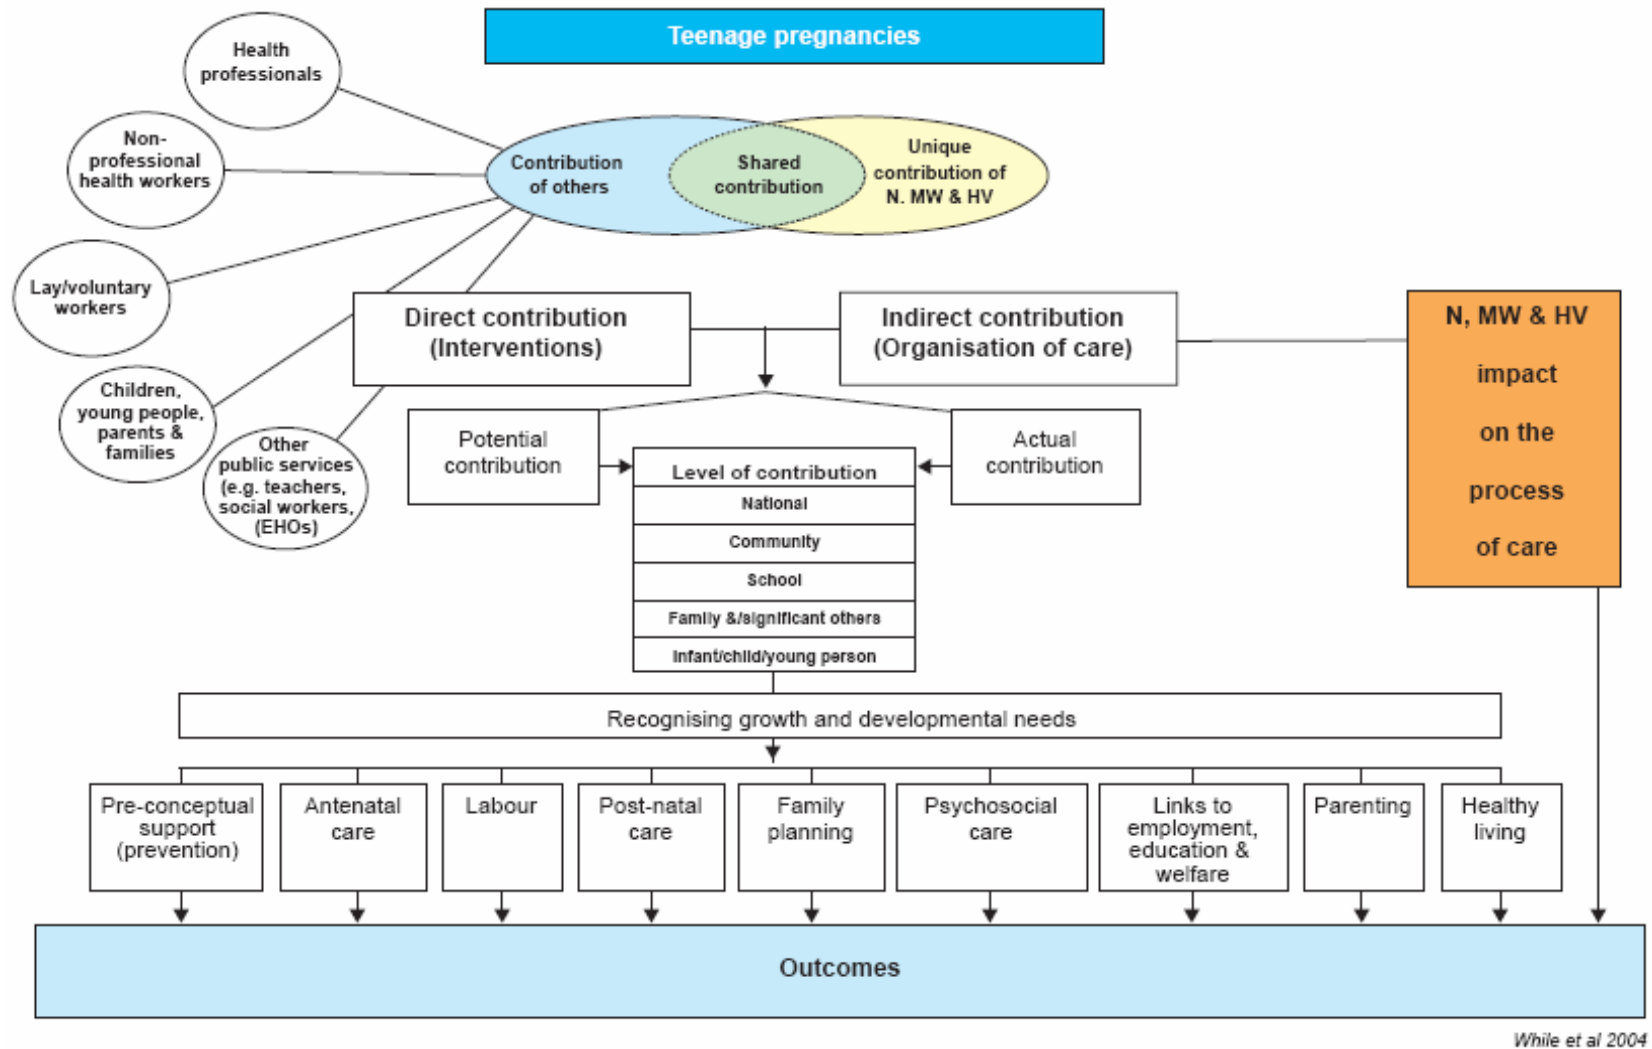 Teenage pregnancies
Health
professionals
Non-
professional
health workers
Lay/voluntary
workers
Children,
young people,
parents &
families
Other
public services
(e.g. teachers,
social workers,
(EHOs)
Contribution
of others
Shared
contribution
Unique
contribution of
N. MW & HV
Direct contribution
(Interventions)
Indirect contribution
(Organisation of care)
N, MW & HV
impact
on the
process
of care
Potential
contribution
Actual
contribution
Level of contribution
National
Community
School
Family &/significant others
Infant/child/young person
Recognising growth and developmental needs
Pre-conceptual
support
(prevention)
Antenatal
care
Labour
Post-natal
care
Family
planning
Psychosocial
care
Links to
employment,
education &
welfare
Parenting
Healthy
living
Outcomes
While et al 2004